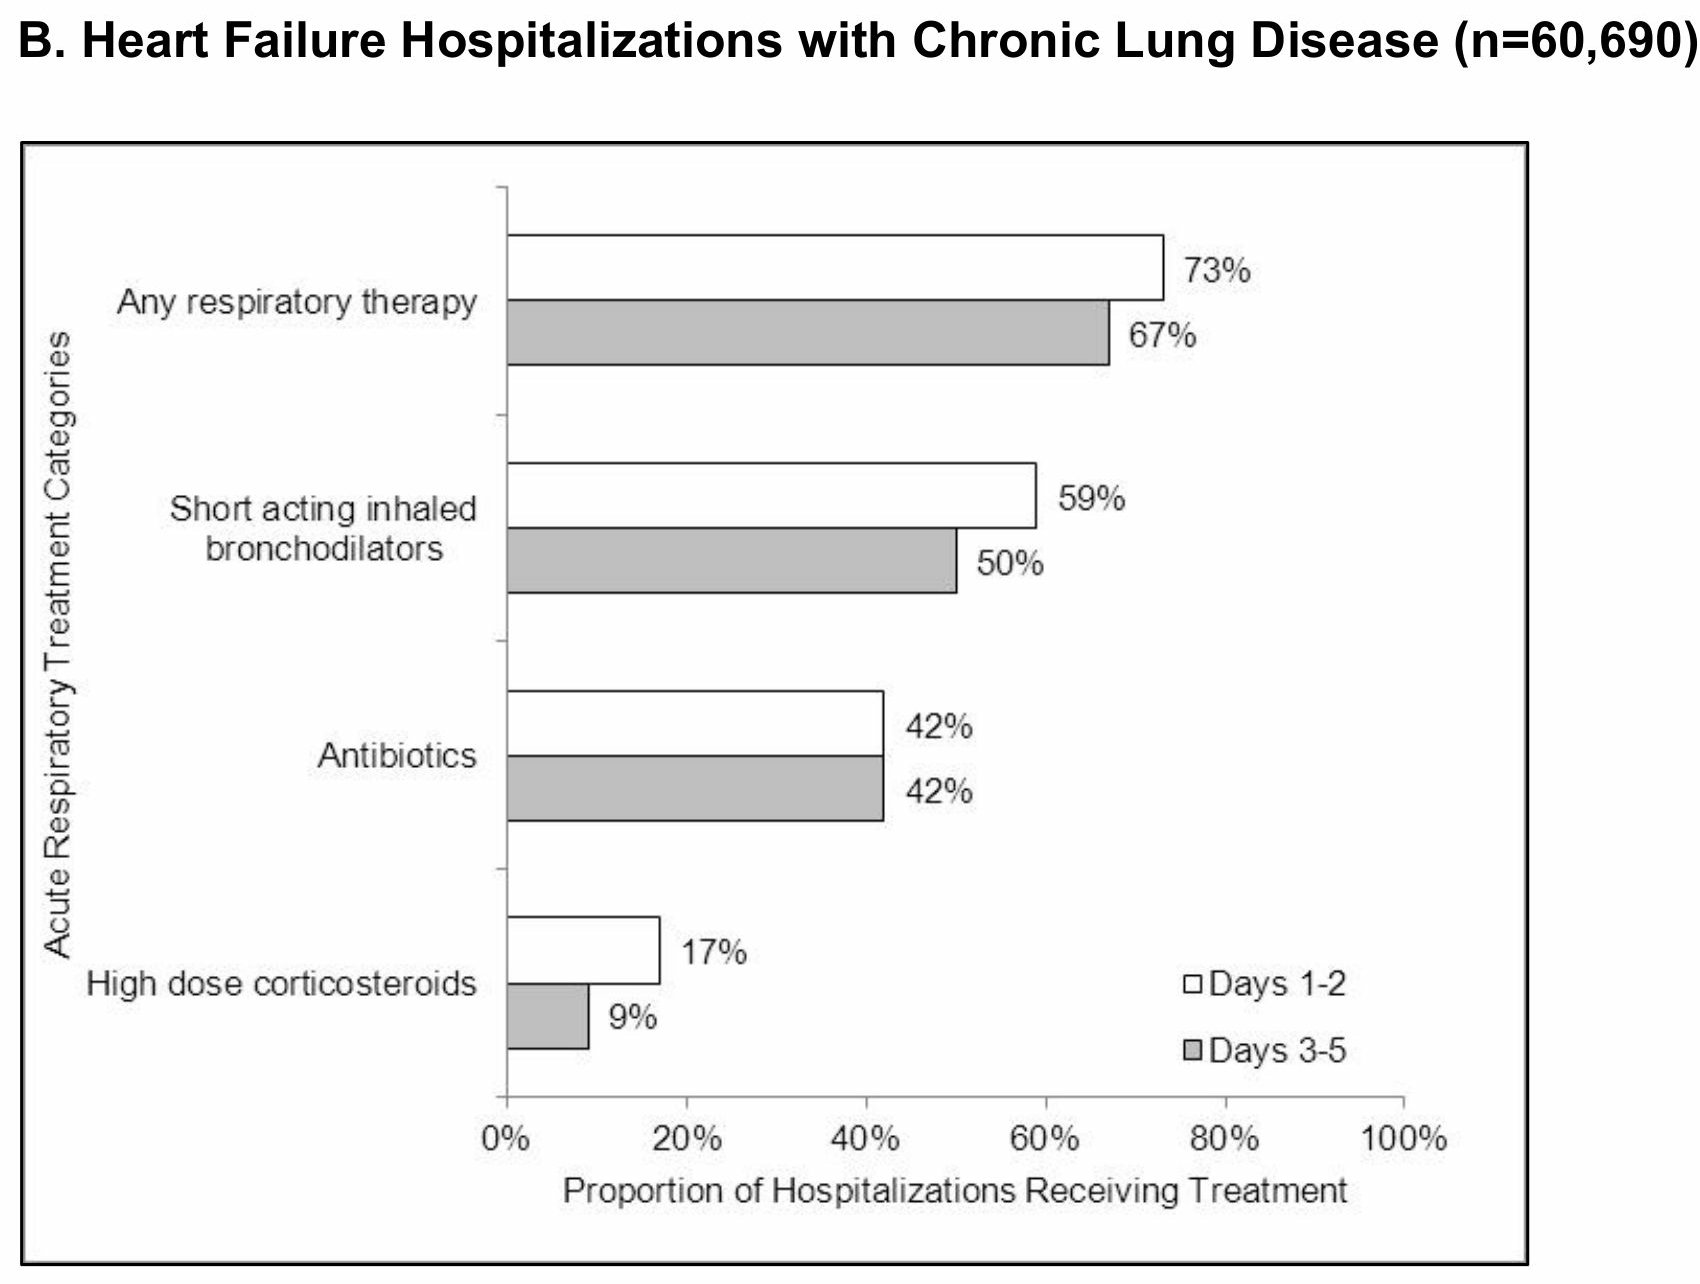 B. Heart Failure Hospitalizations with Chronic Lung Disease (n=60,690)
Acute Respiratory Treatment Categories
Any respiratory therapy
73%
67%
Short acting inhaled
bronchodilators
59%
50%
Antibiotics
42%
42%
High dose corticosteroids
17%
9%
Days 1-2
Days 3-5
0% 20% 40% 60% 80% 100%
Proportion of Hospitalizations Receiving Treatment